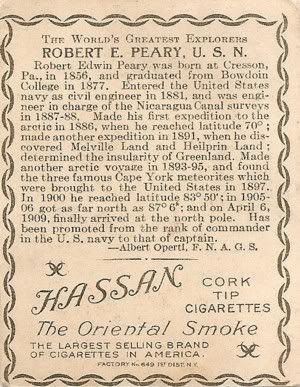 THE WORLD'S GREATEST EXPLORERS
ROBERT E. PEARY, U. S. N.
Robert Edwin Peary was born at Cresson,
Pa., in 1856, and graduated from Bowdoin
College in 1877. Entered the United States
navy as civil engineer in 1881, and was engi-
neer in charge of the Nicaragua Canal surveys
in 1887-88. Made his first expedition to the
arctic in 1886, when he reached latitude 70°;
made another expedition in 1891, when he dis-
covered Melville Land and Heilprin Land;
determined the insularity of Greenland. Made
another arctic voyage in 1893-95, and found
the three famous Cape York meteorites which
were brought to the United States in 1897.
In 1900 he reached latitude 83° 50'; in 1905-
06 got as far north as 87° 6'; and on April 6,
1909, finally arrived at the north pole. Has
been promoted from the rank of commander
in the U. S. navy to that of captain.
—Albert Operti, F. N. A. G. S.
HASSAN
CORK
TIP
CIGARETTES
The Oriental Smoke
THE LARGEST SELLING BRAND
OF CIGARETTES IN AMERICA.
FACTORY No. 649 1ST DIST. N.Y.